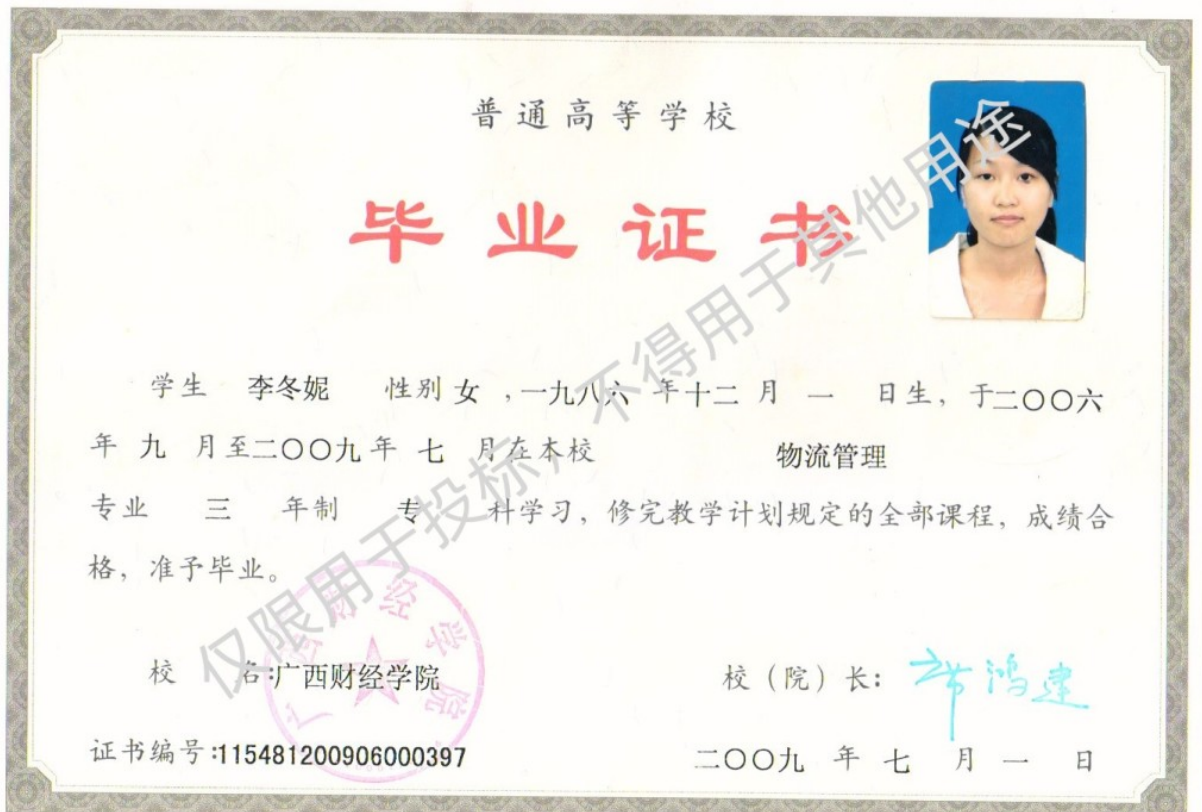 普通高等学校
毕业证书
学生 李冬妮 性别 女 ,一九八六 年十二 月 一 日生, 于二〇〇六
年 九 月至二〇〇九年 七 月在本校 物流管理
专业 三 年制 专 科学习, 修完教学计划规定的全部课程, 成绩合
格, 准予毕业。
校 名:广西财经学院
校(院)长:
证书编号:115481200906000397
二〇〇九 年 七 月 一 日
广西财经学院
仅限用于投标,不得用于其他用途